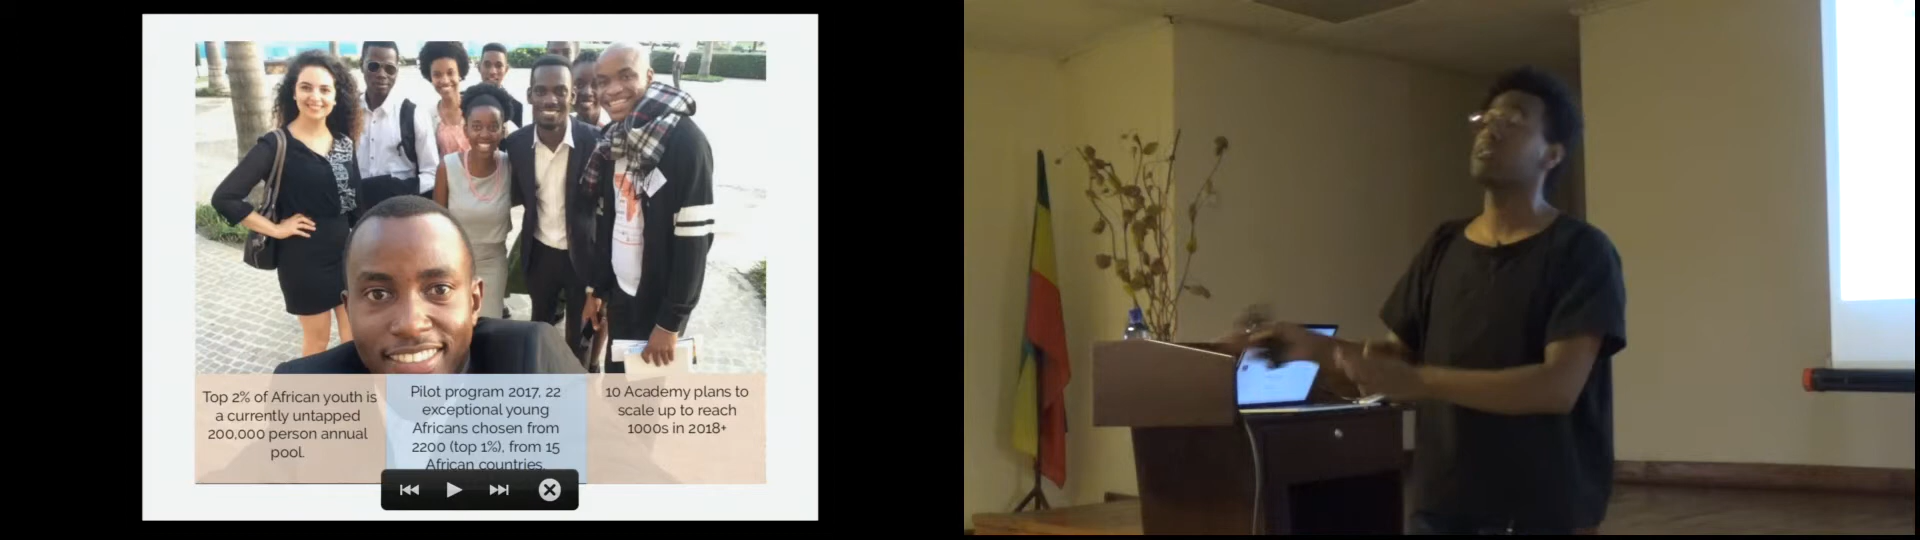 Top 2% of African youth is
a currently untapped
200,000 person annual
pool.
Pilot program 2017, 22
exceptional young
Africans chosen from
2200 (top 1%), from 15
African countries.
10 Academy plans to
scale up to reach
1000s in 2018+